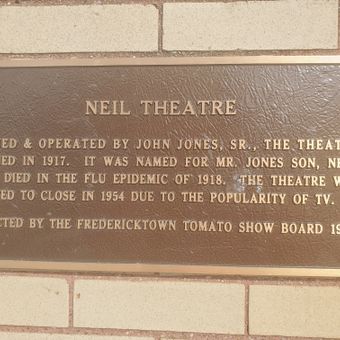 NEIL THEATRE
ED & OPERATED BY JOHN JONES, SR., THE THEAT
ED IN 1917. IT WAS NAMED FOR MR. JONES SON, NE
DIED IN THE FLU EPIDEMIC OF 1918. THE THEATRE W
ED TO CLOSE IN 1954 DUE TO THE POPULARITY OF TV.
CTED BY THE FREDERICKTOWN TOMATO SHOW BOARD 19